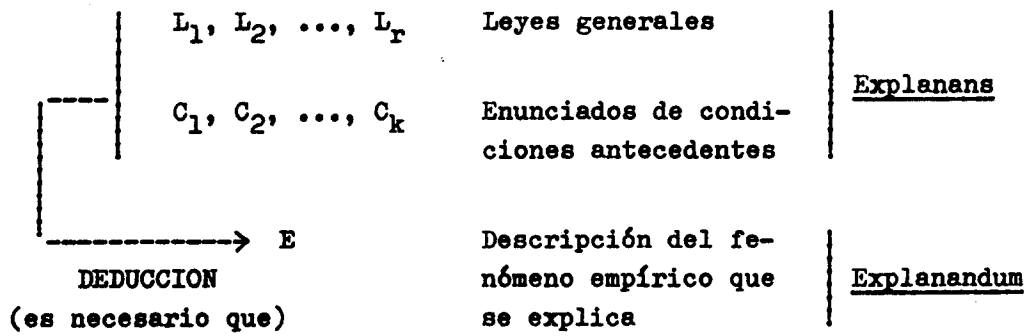 L1, L2, ..., Lr Leyes generales
Explanans
C1, C2, ..., Ck Enunciados de condi-
ciones antecedentes
E Descripción del fe-
DEDUCCION nómeno empírico que Explanandum
(es necesario que) se explica